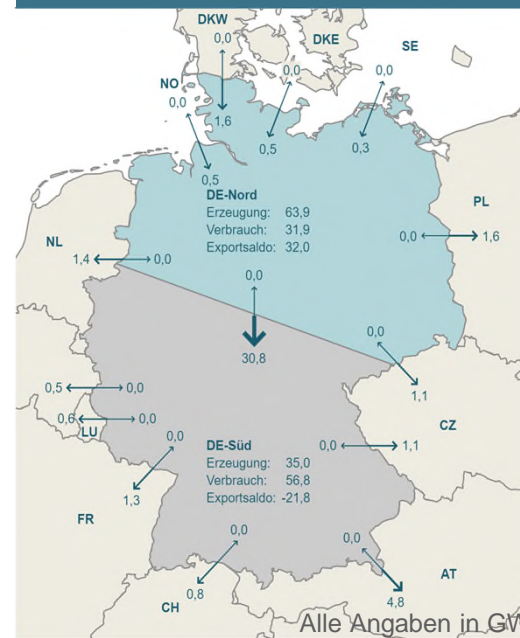 DKW
0,0
DKE
SE
0,0
0,0
NO
0,0
1,6
0,5
0,3
0,5
DE-Nord
Erzeugung: 63,9
Verbrauch: 31,9
Exportsaldo: 32,0
PL
0,0
1,6
NL
1,4
0,0
0,0
30,8
0,0
1,1
0,5
0,0
0,6
0,0
LU
CZ
0,0
DE-Süd
Erzeugung: 35,0
Verbrauch: 56,8
Exportsaldo: -21,8
0,0
1,1
1,3
FR
0,0
0,0
0,8
CH
4,8
AT
Alle Angaben in GW